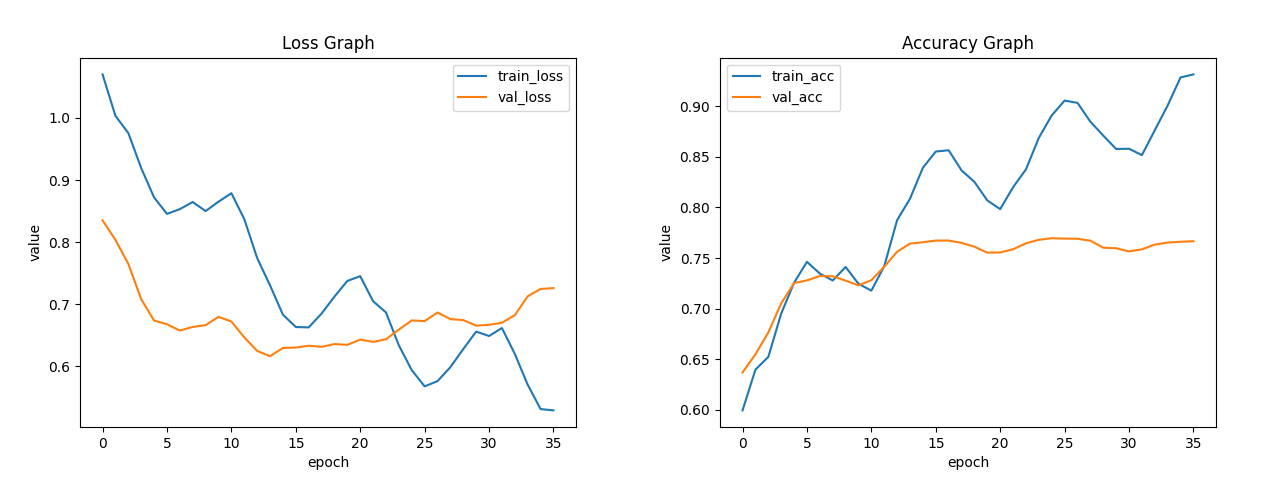 Loss Graph
train_loss
val_loss
1.0
0.9
0.8
0.7
0.6
value
0 5 10 15 20 25 30 35
epoch
Accuracy Graph
train_acc
val_acc
0.90
0.85
0.80
0.75
0.70
0.65
0.60
value
0 5 10 15 20 25 30 35
epoch